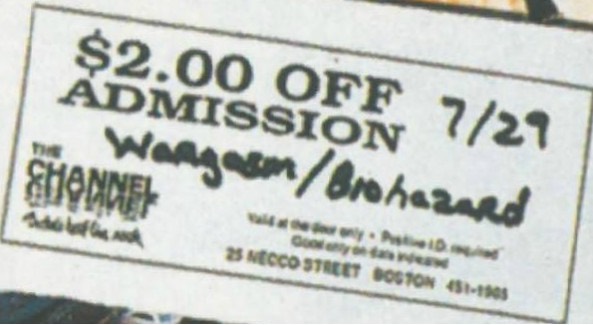 $2.00 OFF
ADMISSION
7/29
Wargasm/Biohazard
THE
CHANNEL
Valid at the door only • Positive I.D. required
Good only on date indicated
25 NECCO STREET BOSTON 451-1905